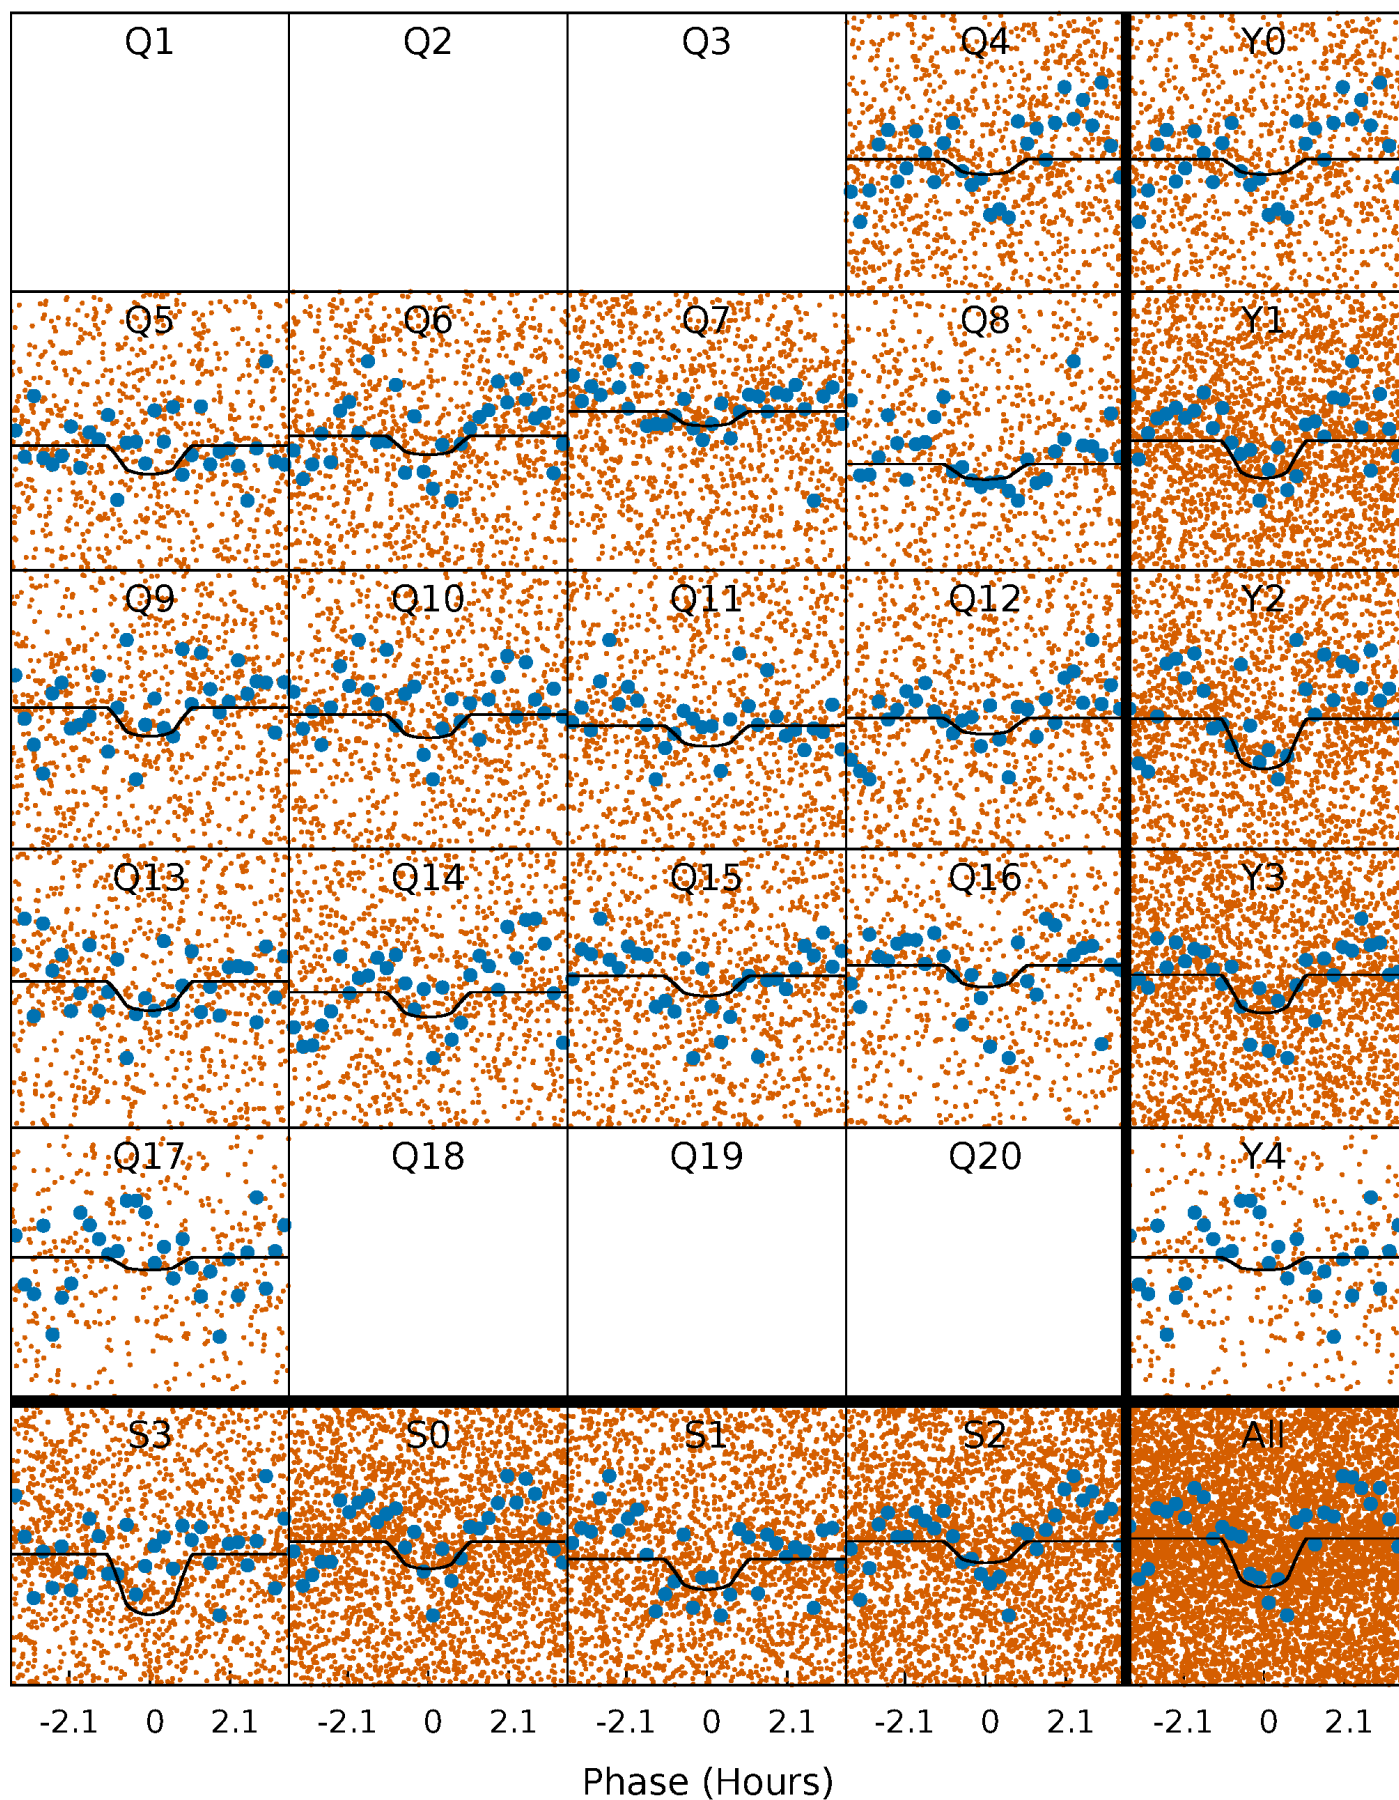 Q1 Q2 Q3 Q4 Y0
Q5 Q6 Q7 Q8 Y1
Q9 Q10 Q11 Q12 Y2
Q13 Q14 Q15 Q16 Y3
Q17 Q18 Q19 Q20 Y4
S3 S0 S1 S2 All
-2.1 0 2.1 -2.1 0 2.1 -2.1 0 2.1 -2.1 0 2.1 -2.1 0 2.1
Phase (Hours)